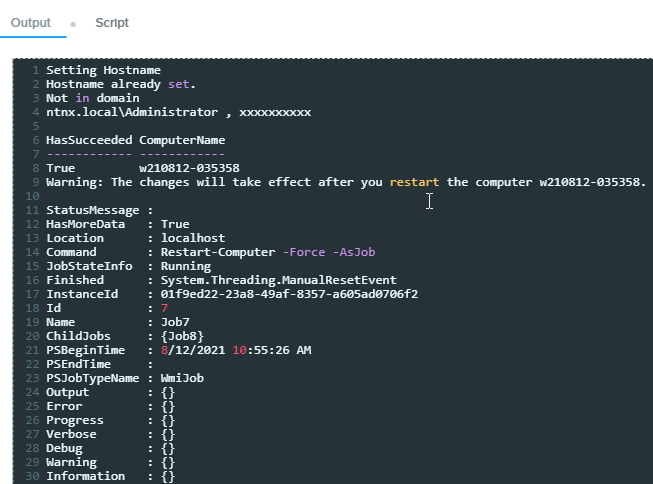 Output Script
1 Setting Hostname
2 Hostname already set.
3 Not in domain
4 ntnx.local\Administrator , xxxxxxxxxx
5
6 HasSucceeded ComputerName
7 ------------ ------------
8 True         w210812-035358
9 Warning: The changes will take effect after you restart the computer w210812-035358.
10
11 StatusMessage :
12 HasMoreData   : True
13 Location      : localhost
14 Command       : Restart-Computer -Force -AsJob
15 JobStateInfo  : Running
16 Finished      : System.Threading.ManualResetEvent
17 InstanceId    : 01f9ed22-23a8-49af-8357-a605ad0706f2
18 Id            : 7
19 Name          : Job7
20 ChildJobs     : {Job8}
21 PSBeginTime   : 8/12/2021 10:55:26 AM
22 PSEndTime     :
23 PSJobTypeName : WmiJob
24 Output        : {}
25 Error         : {}
26 Progress      : {}
27 Verbose       : {}
28 Debug         : {}
29 Warning       : {}
30 Information   : {}